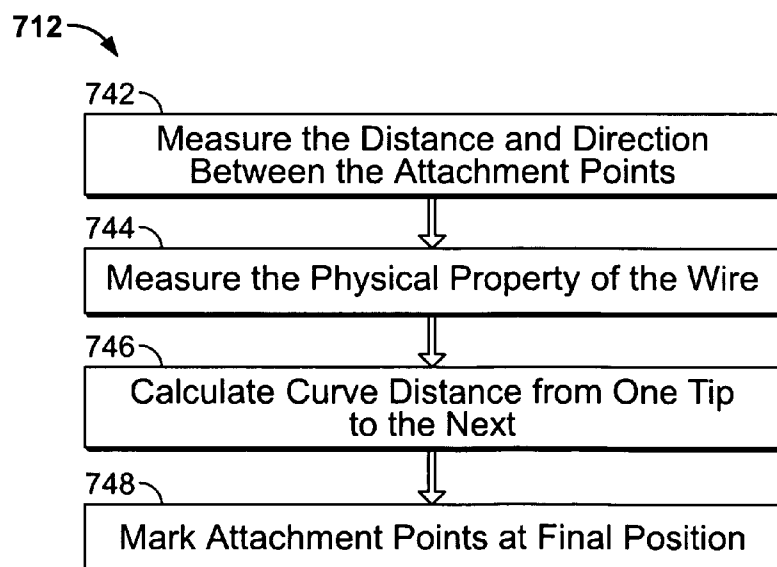 712
742
Measure the Distance and Direction
Between the Attachment Points
744
Measure the Physical Property of the Wire
746
Calculate Curve Distance from One Tip
to the Next
748
Mark Attachment Points at Final Position